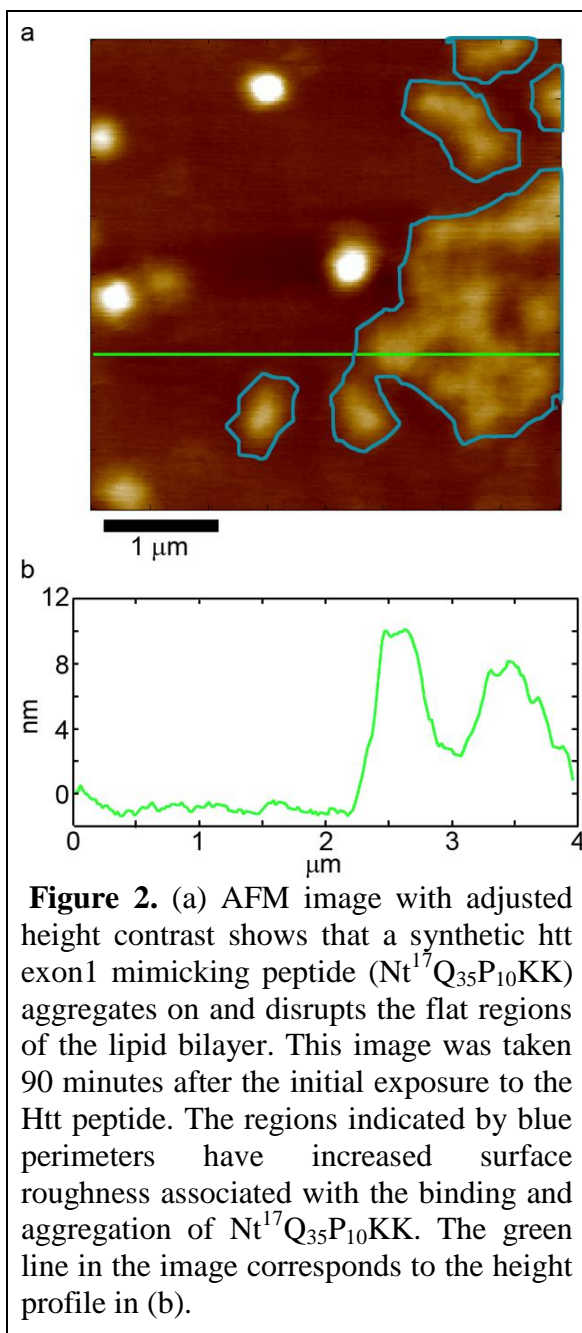 a
1 μm
b
12
8
4
0
nm
0
1
2
3
4
μm
Figure 2. (a) AFM image with adjusted
height contrast shows that a synthetic htt
exon1 mimicking peptide (Nt¹⁷Q₃₅P₁₀KK)
aggregates on and disrupts the flat regions
of the lipid bilayer. This image was taken
90 minutes after the initial exposure to the
Htt peptide. The regions indicated by blue
perimeters have increased surface
roughness associated with the binding and
aggregation of Nt¹⁷Q₃₅P₁₀KK. The green
line in the image corresponds to the height
profile in (b).